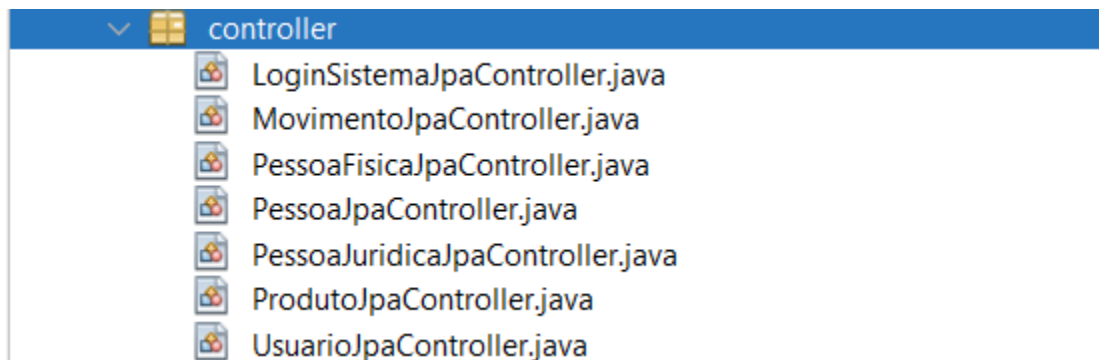 controller
LoginSistemaJpaController.java
MovimentoJpaController.java
PessoaFisicaJpaController.java
PessoaJpaController.java
PessoaJuridicaJpaController.java
ProdutoJpaController.java
UsuarioJpaController.java